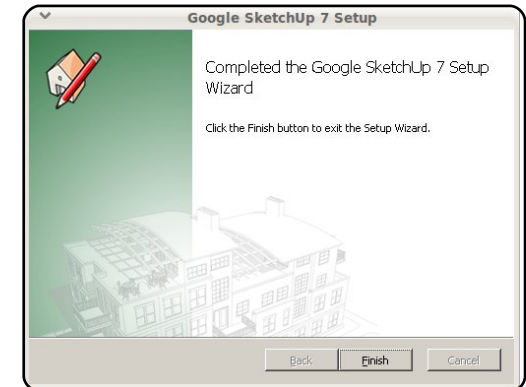 Google SketchUp 7 Setup
Completed the Google SketchUp 7 Setup
Wizard
Click the Finish button to exit the Setup Wizard.
Back Finish Cancel